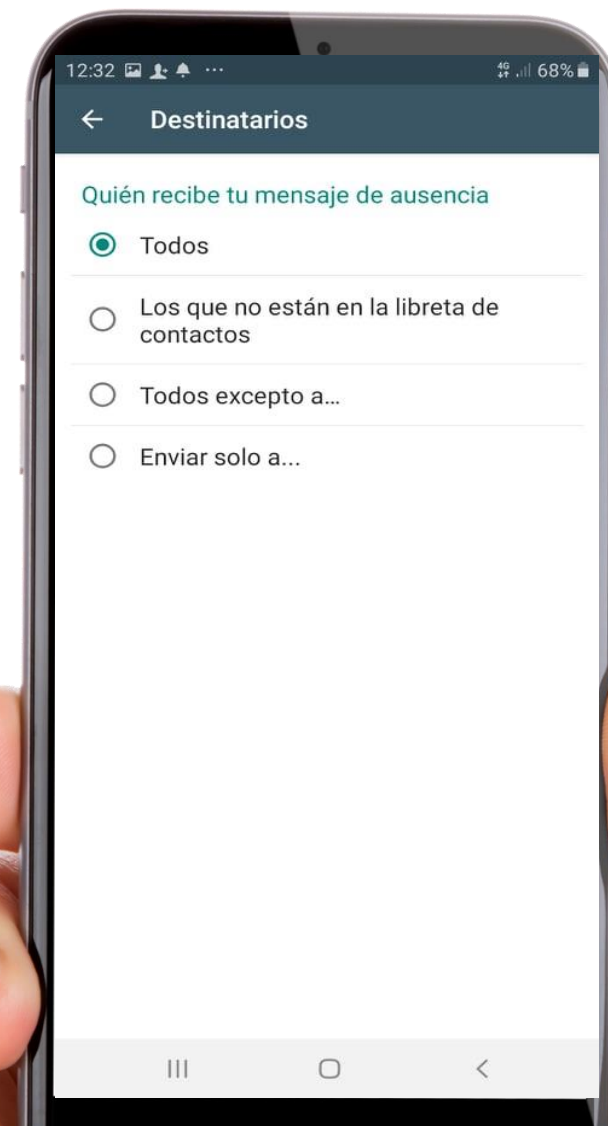 12:32 ... 4G 68%
Destinatarios
Quién recibe tu mensaje de ausencia
Todos
Los que no están en la libreta de
contactos
Todos excepto a...
Enviar solo a...